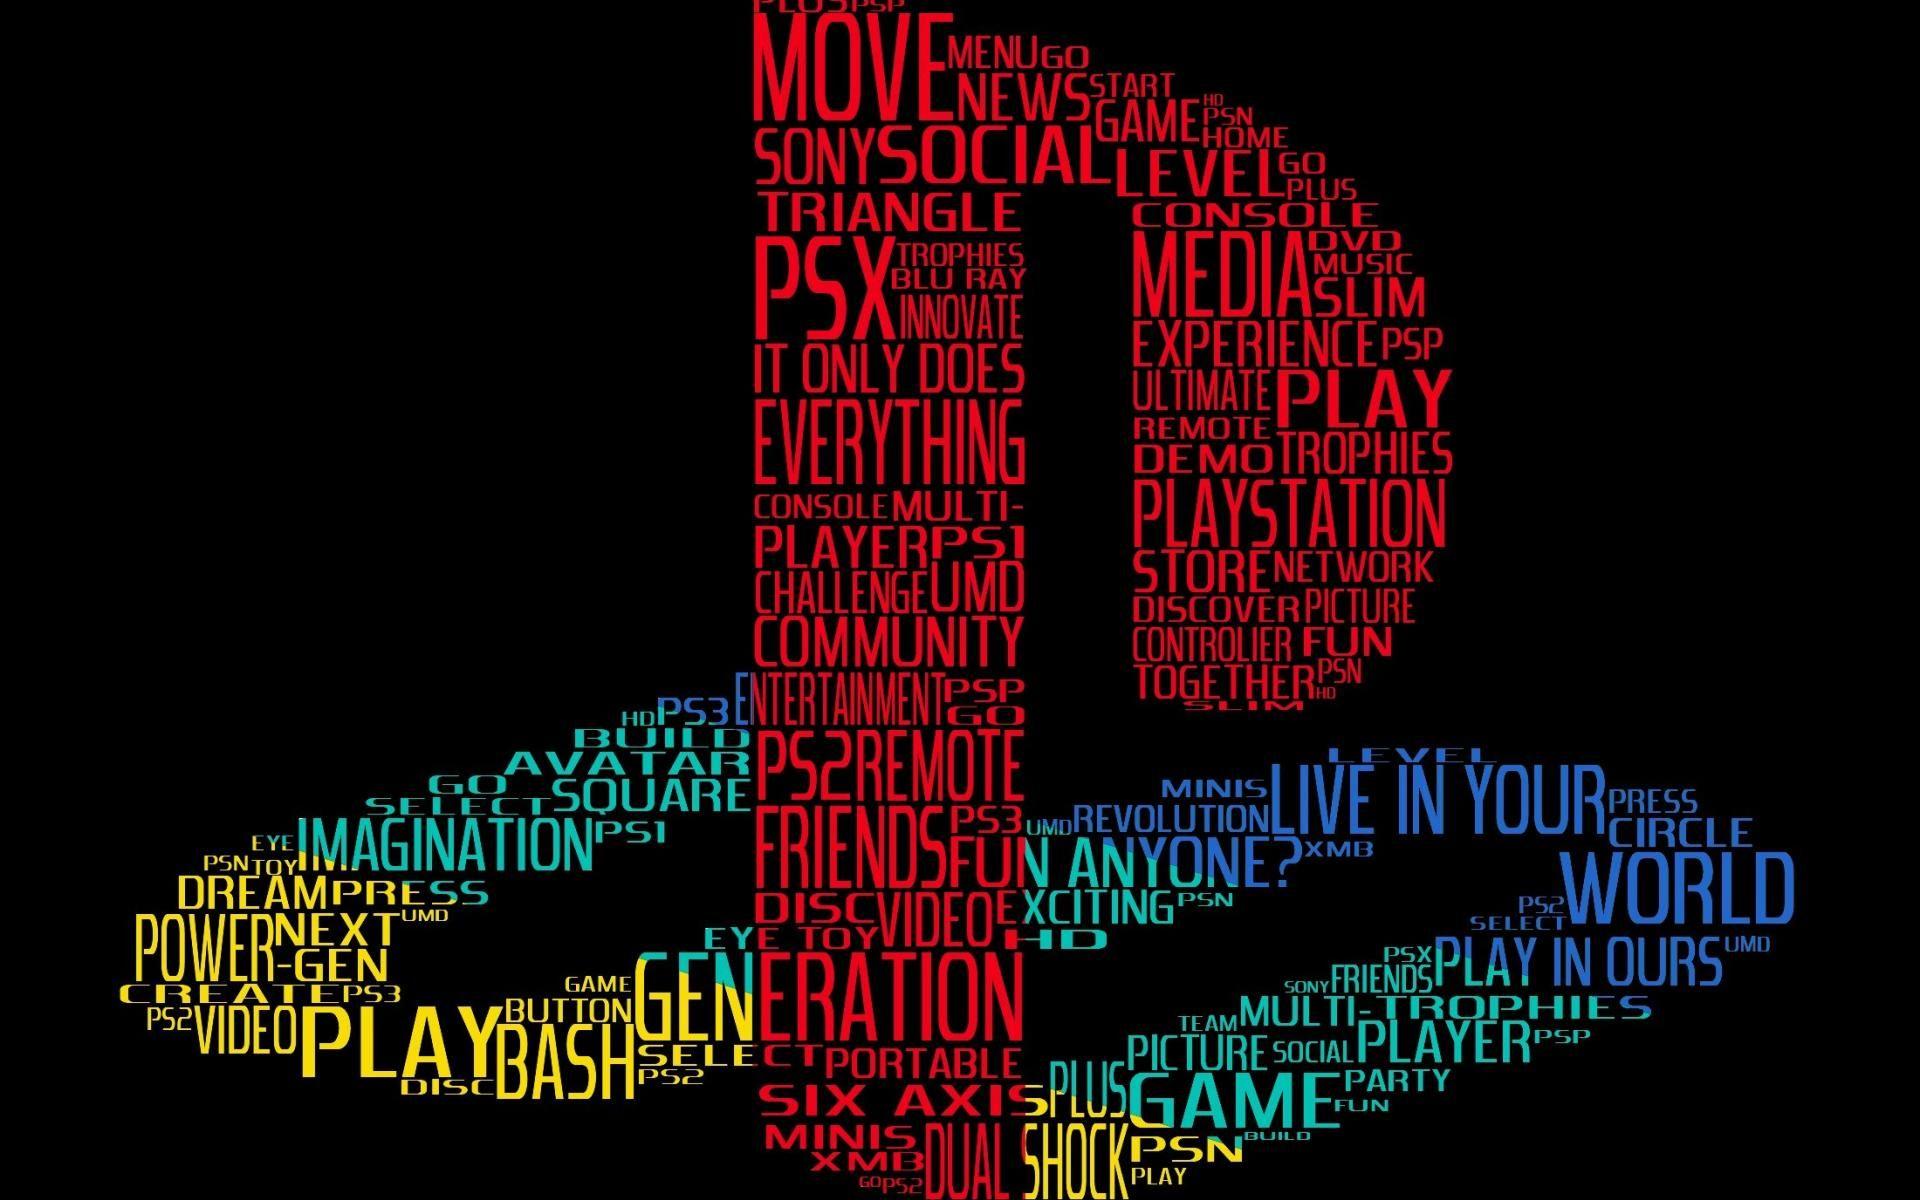 PLUS PSP
MOVE MENU GO
NEWS START
GAME HD
PSN
HOME
SONY SOCIAL LEVEL GO
PLUS
TRIANGLE CONSOLE
PSX TROPHIES MEDIA DVD
BLU RAY MUSIC
INNOVATE SLIM
IT ONLY DOES EXPERIENCE PSP
EVERYTHING ULTIMATE PLAY
REMOTE
DEMO TROPHIES
CONSOLE MULTI- PLAYSTATION
PLAYER PS1 STORE NETWORK
CHALLENGE UMD DISCOVER PICTURE
COMMUNITY CONTROLIER FUN
TOGETHER PSN
HD
SLIM
HD PS3 ENTERTAINMENT PSP
GO
BUILD PS2 REMOTE LEVEL
AVATAR
GO SQUARE MINIS LIVE IN YOUR PRESS
SELECT
IMAGINATION PS1 FRIENDS PS3 UMD REVOLUTION CIRCLE
EYE FUN ANYONE? XMB
PSN TOY
DREAM PRESS DISC VIDEO EXCITING PSN PS2 WORLD
POWER NEXT UMD SELECT
-GEN EYE TOY HD PLAY IN OURS UMD
CREATE PS3 GAME GENERATION PSX
SONY FRIENDS
PS2 VIDEO PLAY BUTTON TEAM MULTI- TROPHIES
BASH SELECT PORTABLE PICTURE SOCIAL PLAYER PSP
DISC PS2 SIX AXIS PLUS GAME PARTY
FUN
MINIS DUAL SHOCK PSN BUILD
XMB PLAY
GO PS2